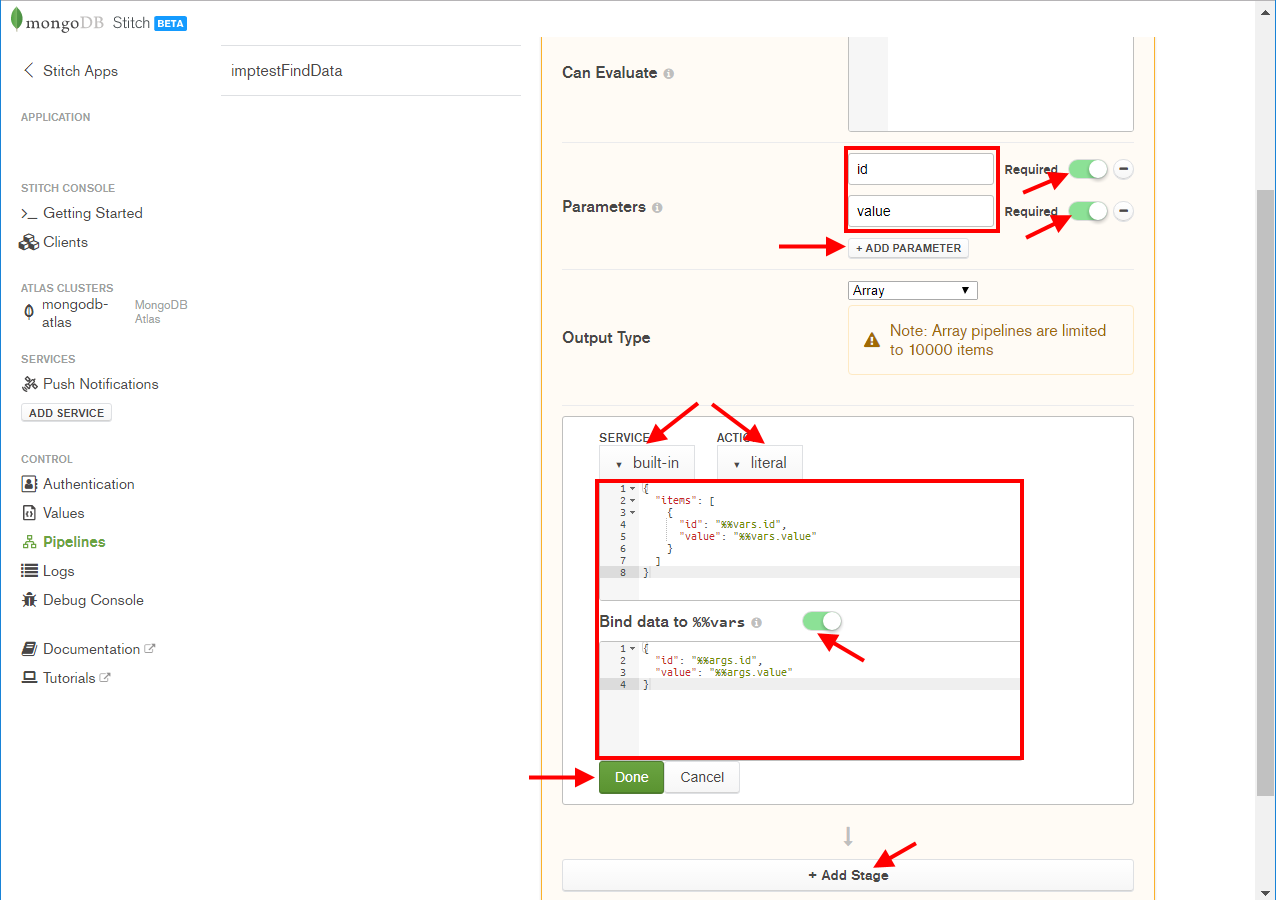 mongoDB Stitch BETA
Stitch Apps
APPLICATION
STITCH CONSOLE
>_ Getting Started
Clients
ATLAS CLUSTERS
mongodb-
atlas
MongoDB
Atlas
SERVICES
Push Notifications
ADD SERVICE
CONTROL
Authentication
Values
Pipelines
Logs
Debug Console
Documentation
Tutorials
imptestFindData
Can Evaluate
Parameters
id
Required
value
Required
+ ADD PARAMETER
Output Type
Array
Note: Array pipelines are limited
to 10000 items
SERVICE
built-in
literal
1 {
2 "items": [
3 {
4 "id": "%%vars.id",
5 "value": "%%vars.value"
6 }
7 ]
8 }
Bind data to %%vars
1 {
2 "id": "%%args.id",
3 "value": "%%args.value"
4 }
Done
Cancel
+ Add Stage